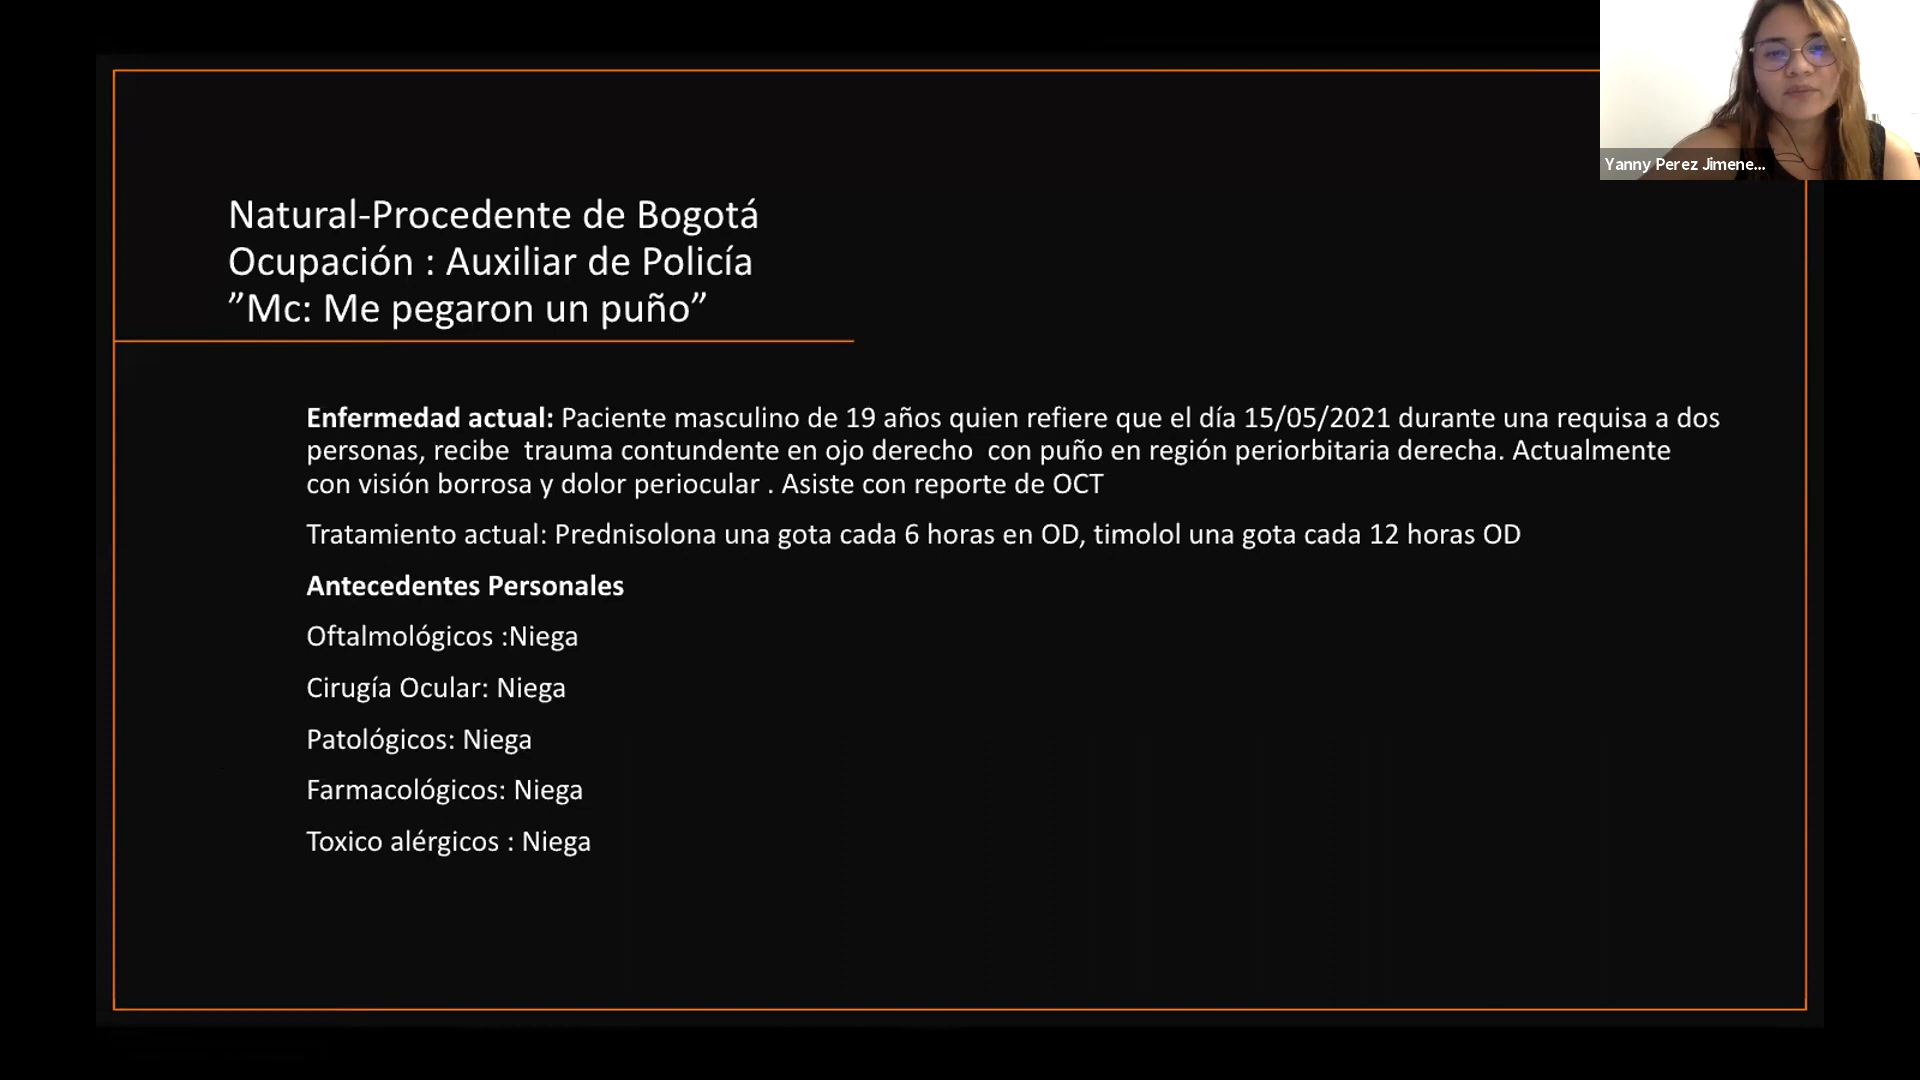 Yanny Perez Jimene...
Natural-Procedente de Bogotá
Ocupación : Auxiliar de Policía
”Mc: Me pegaron un puño”
Enfermedad actual: Paciente masculino de 19 años quien refiere que el día 15/05/2021 durante una requisa a dos
personas, recibe  trauma contundente en ojo derecho  con puño en región periorbitaria derecha. Actualmente
con visión borrosa y dolor periocular . Asiste con reporte de OCT
Tratamiento actual: Prednisolona una gota cada 6 horas en OD, timolol una gota cada 12 horas OD
Antecedentes Personales
Oftalmológicos :Niega
Cirugía Ocular: Niega
Patológicos: Niega
Farmacológicos: Niega
Toxico alérgicos : Niega